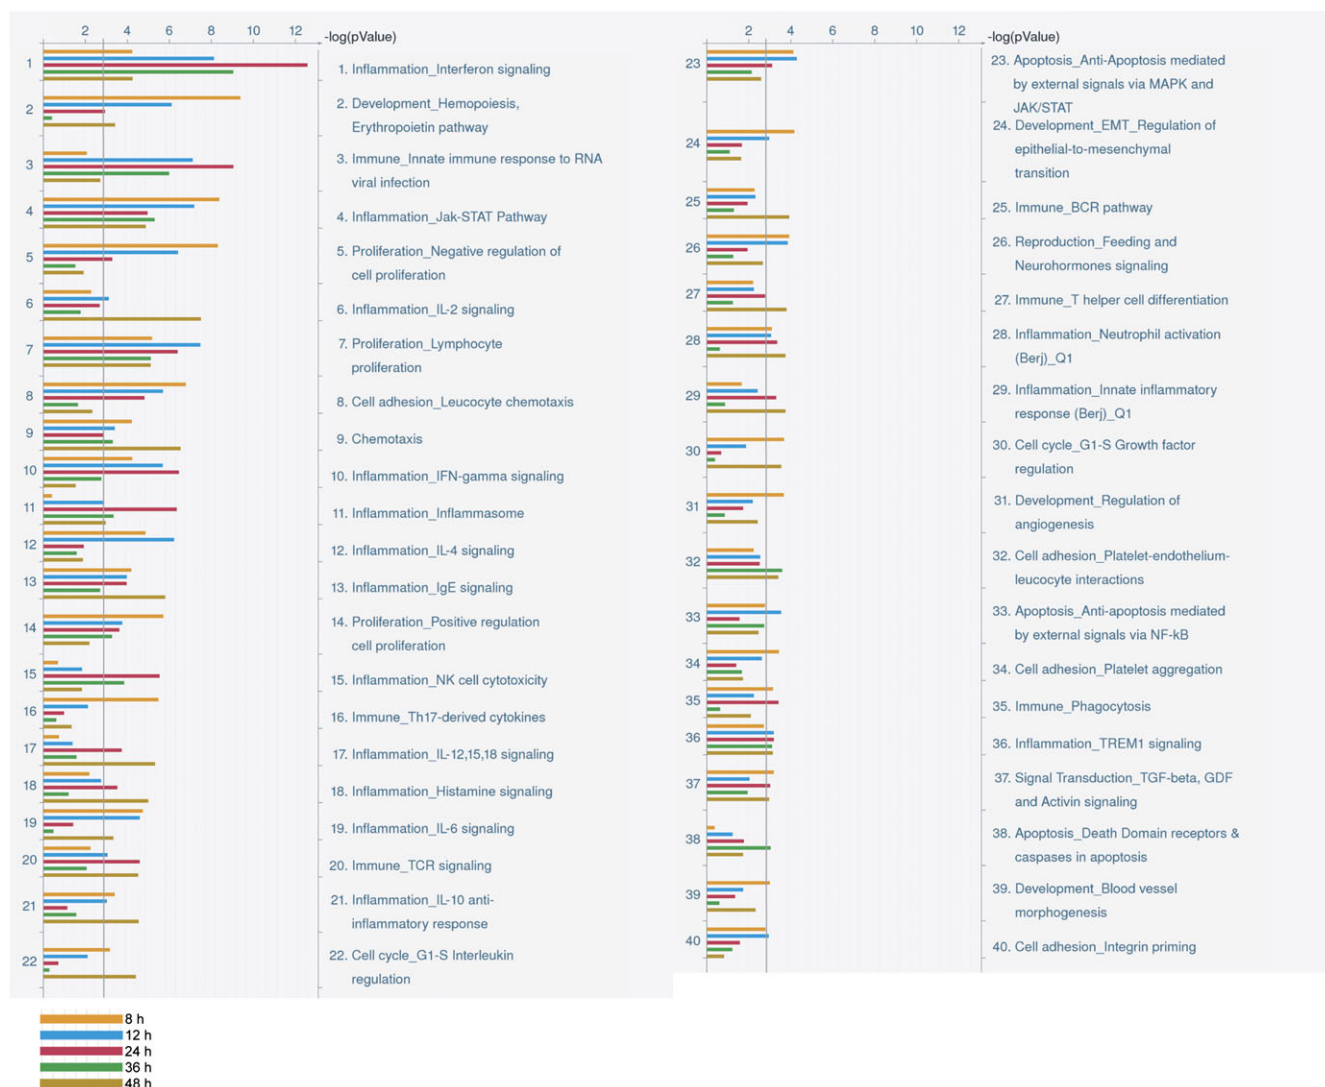 2 4 6 8 10 12 -log(pValue)
1
2
3
4
5
6
7
8
9
10
11
12
13
14
15
16
17
18
19
20
21
22
1. Inflammation_Interferon signaling
2. Development_Hemopoiesis,
Erythropoietin pathway
3. Immune_Innate immune response to RNA
viral infection
4. Inflammation_Jak-STAT Pathway
5. Proliferation_Negative regulation of
cell proliferation
6. Inflammation_IL-2 signaling
7. Proliferation_Lymphocyte
proliferation
8. Cell adhesion_Leucocyte chemotaxis
9. Chemotaxis
10. Inflammation_IFN-gamma signaling
11. Inflammation_Inflammasome
12. Inflammation_IL-4 signaling
13. Inflammation_IgE signaling
14. Proliferation_Positive regulation
cell proliferation
15. Inflammation_NK cell cytotoxicity
16. Immune_Th17-derived cytokines
17. Inflammation_IL-12,15,18 signaling
18. Inflammation_Histamine signaling
19. Inflammation_IL-6 signaling
20. Immune_TCR signaling
21. Inflammation_IL-10 anti-
inflammatory response
22. Cell cycle_G1-S Interleukin
regulation
2 4 6 8 10 12 -log(pValue)
23
24
25
26
27
28
29
30
31
32
33
34
35
36
37
38
39
40
23. Apoptosis_Anti-Apoptosis mediated
by external signals via MAPK and
JAK/STAT
24. Development_EMT_Regulation of
epithelial-to-mesenchymal
transition
25. Immune_BCR pathway
26. Reproduction_Feeding and
Neurohormones signaling
27. Immune_T helper cell differentiation
28. Inflammation_Neutrophil activation
(Berj)_Q1
29. Inflammation_Innate inflammatory
response (Berj)_Q1
30. Cell cycle_G1-S Growth factor
regulation
31. Development_Regulation of
angiogenesis
32. Cell adhesion_Platelet-endothelium-
leucocyte interactions
33. Apoptosis_Anti-apoptosis mediated
by external signals via NF-kB
34. Cell adhesion_Platelet aggregation
35. Immune_Phagocytosis
36. Inflammation_TREM1 signaling
37. Signal Transduction_TGF-beta, GDF
and Activin signaling
38. Apoptosis_Death Domain receptors &
caspases in apoptosis
39. Development_Blood vessel
morphogenesis
40. Cell adhesion_Integrin priming
8 h
12 h
24 h
36 h
48 h